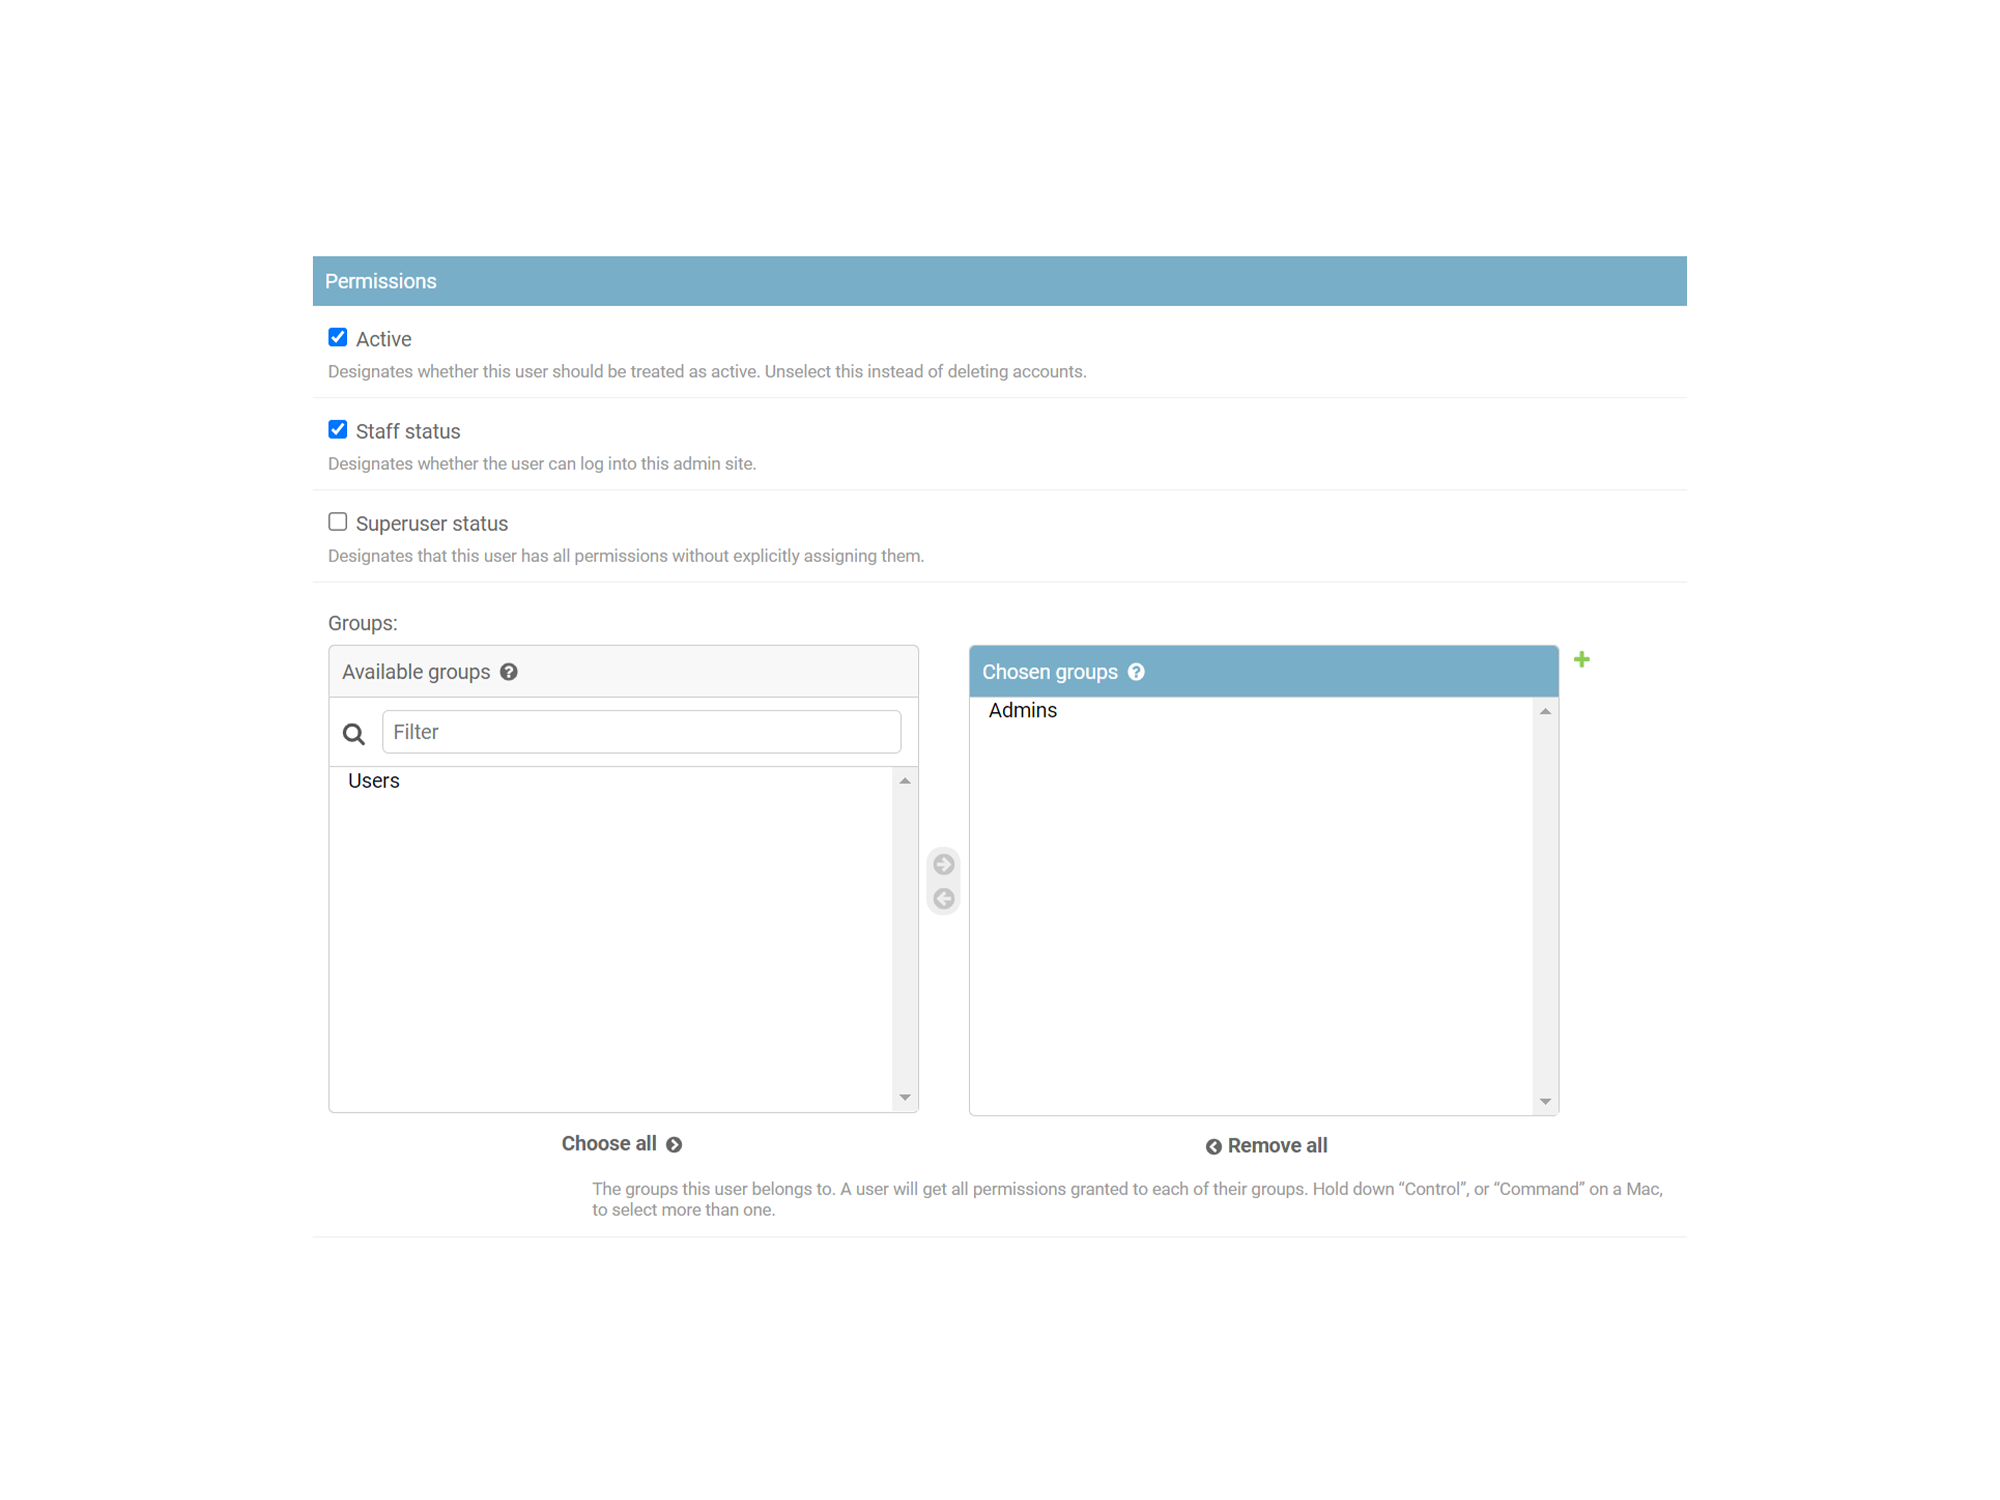 Permissions
Active
Designates whether this user should be treated as active. Unselect this instead of deleting accounts.
Staff status
Designates whether the user can log into this admin site.
Superuser status
Designates that this user has all permissions without explicitly assigning them.
Groups:
Available groups ?
Filter
Users
Choose all
Chosen groups ?
Admins
Remove all
The groups this user belongs to. A user will get all permissions granted to each of their groups. Hold down “Control”, or “Command” on a Mac,
to select more than one.